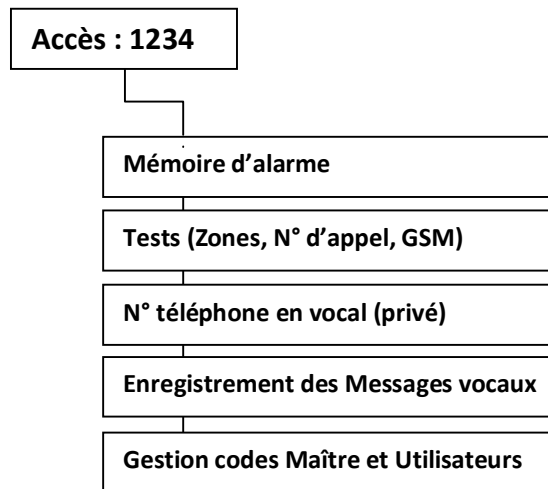 Accès : 1234
Mémoire d’alarme
Tests (Zones, N° d’appel, GSM)
N° téléphone en vocal (privé)
Enregistrement des Messages vocaux
Gestion codes Maître et Utilisateurs